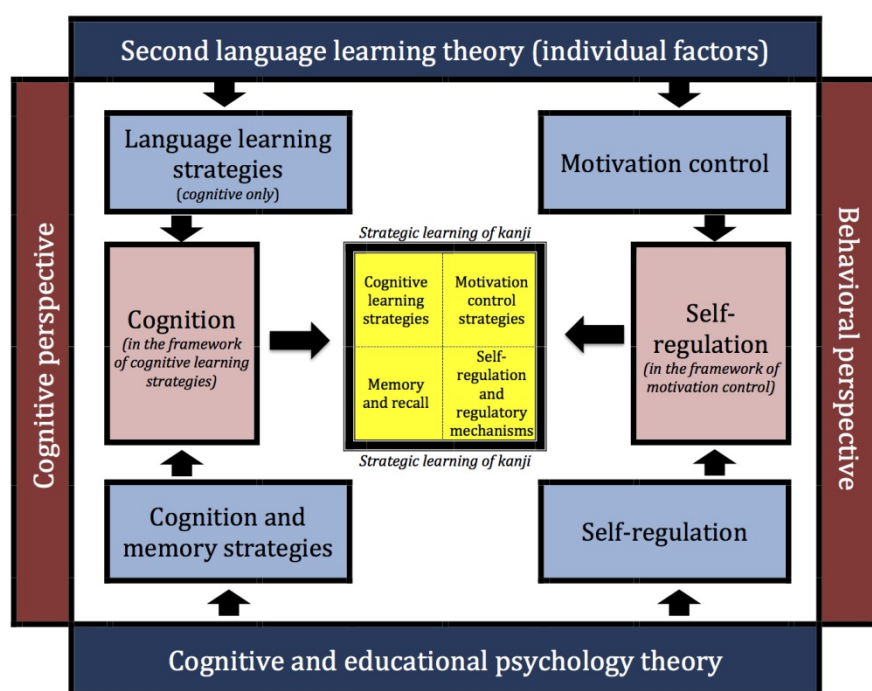 Second language learning theory (individual factors)
Cognitive perspective
Behavioral perspective
Language learning
strategies
(cognitive only)
Motivation control
Strategic learning of kanji
Cognition
(in the framework
of cognitive learning
strategies)
Cognitive
learning
strategies
Motivation
control
strategies
Memory
and recall
Self-
regulation
and
regulatory
mechanisms
Self-
regulation
(in the framework of
motivation control)
Strategic learning of kanji
Cognition and
memory strategies
Self-regulation
Cognitive and educational psychology theory